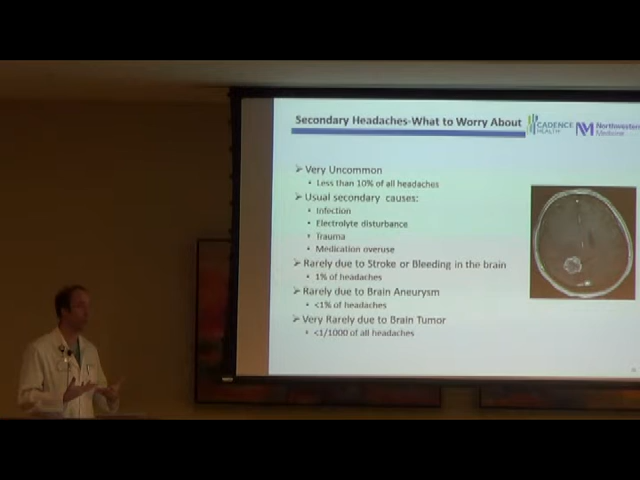 Secondary Headaches-What to Worry About
CADENCE HEALTH
Northwestern Medicine
➢ Very Uncommon
• Less than 10% of all headaches
➢ Usual secondary causes:
• Infection
• Electrolyte disturbance
• Trauma
• Medication overuse
➢ Rarely due to Stroke or Bleeding in the brain
• 1% of headaches
➢ Rarely due to Brain Aneurysm
• <1% of headaches
➢ Very Rarely due to Brain Tumor
• <1/1000 of all headaches